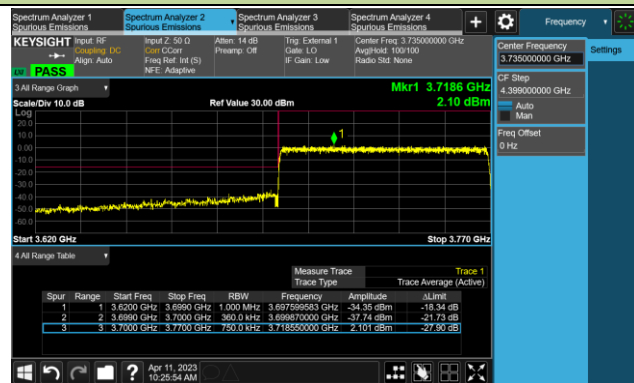 Spectrum Analyzer 1 Spectrum Analyzer 2 Spectrum Analyzer 3 Spectrum Analyzer 4 + Frequency
Spurious Emissions Spurious Emissions Spurious Emissions Spurious Emissions
KEYSIGHT Input: RF Input Z: 50 Ω Atten: 14 dB Trig: External 1 Center Freq: 3.735000000 GHz
Coupling: DC Corr CCorr Preamp: Off Gate: LO Avg|Hold: 100/100
Align: Auto Freq Ref: Int (S) IF Gain: Low Radio Std: None
NFE: Adaptive
PASS
Center Frequency Settings
3.735000000 GHz
CF Step
4.399000000 GHz
Auto
Man
Freq Offset
0 Hz
3 All Range Graph Mkr1 3.7186 GHz
Scale/Div 10.0 dB Ref Value 30.00 dBm 2.10 dBm
Log
20.0
10.0
0.00
-10.0
-20.0
-30.0
-40.0
-50.0
-60.0
1
Start 3.620 GHz Stop 3.770 GHz
4 All Range Table
Measure Trace Trace 1
Trace Type Trace Average (Active)
Spur Range Start Freq Stop Freq RBW Frequency Amplitude ΔLimit
1 1 3.6200 GHz 3.6990 GHz 1.000 MHz 3.697599583 GHz -34.35 dBm -18.34 dB
2 2 3.6990 GHz 3.7000 GHz 360.0 kHz 3.699870000 GHz -37.74 dBm -21.73 dB
3 3 3.7000 GHz 3.7700 GHz 750.0 kHz 3.718550000 GHz 2.101 dBm -27.90 dB
? Apr 11, 2023
10:25:54 AM